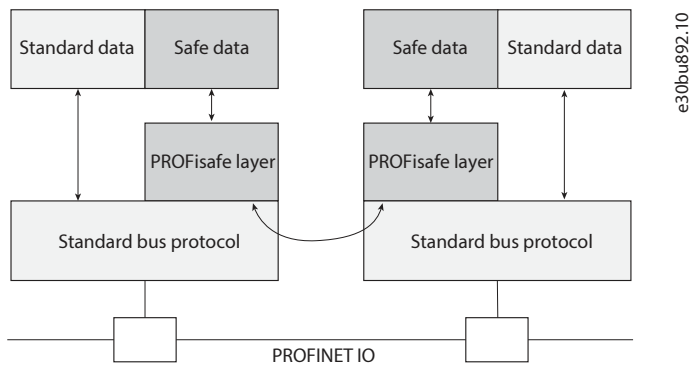 Standard data
Safe data
Safe data
Standard data
PROFIsafe layer
PROFIsafe layer
Standard bus protocol
Standard bus protocol
PROFINET IO
e30bu892.10